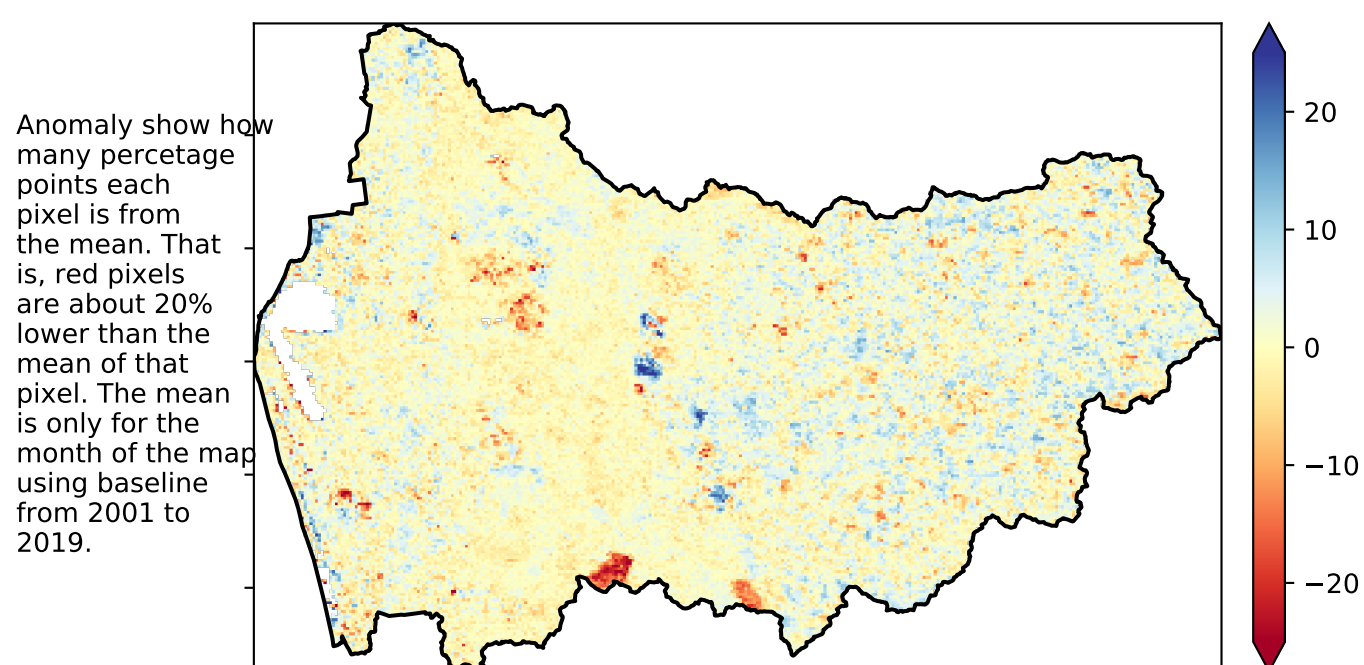 Anomaly show how
many percetage
points each
pixel is from
the mean. That
is, red pixels
are about 20%
lower than the
mean of that
pixel. The mean
is only for the
month of the map
using baseline
from 2001 to
2019.
20
10
0
−10
−20